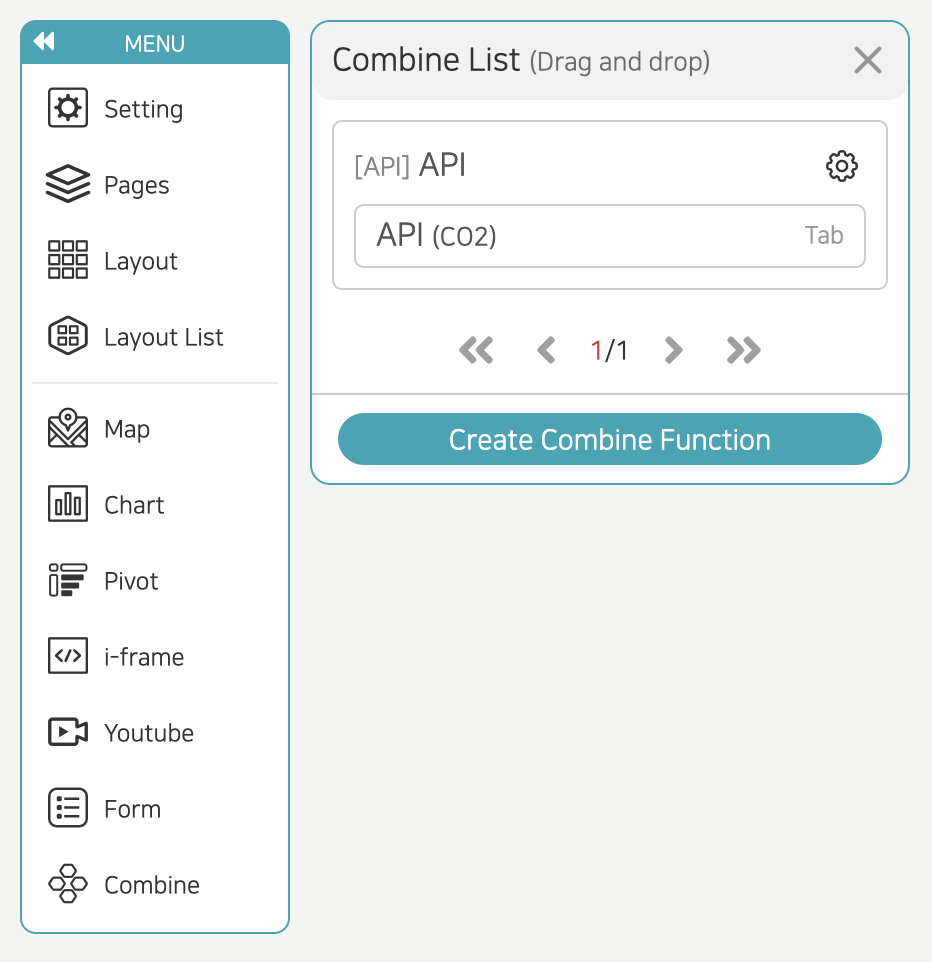 MENU
Setting
Pages
Layout
Layout List
Map
Chart
Pivot
i-frame
Youtube
Form
Combine
Combine List (Drag and drop)
[API] API
API (CO2) Tab
1/1
Create Combine Function